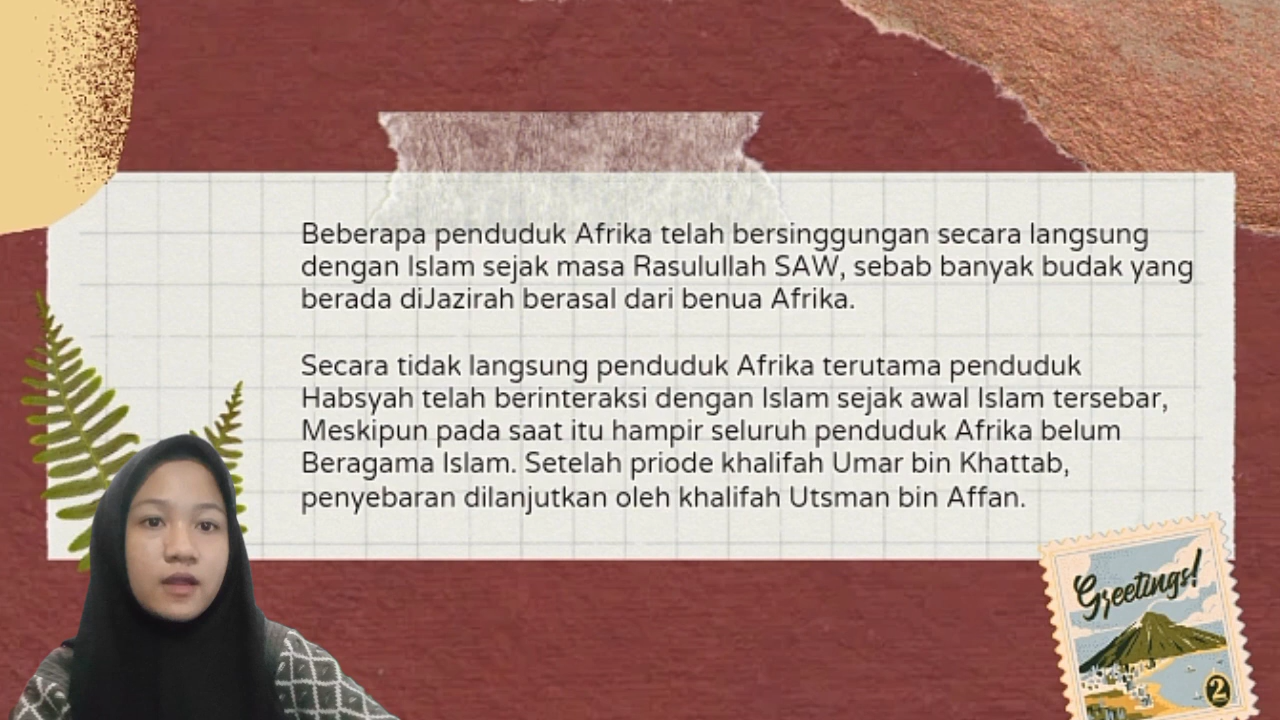 Beberapa penduduk Afrika telah bersinggungan secara langsung
dengan Islam sejak masa Rasulullah SAW, sebab banyak budak yang
berada diJazirah berasal dari benua Afrika.
Secara tidak langsung penduduk Afrika terutama penduduk
Habsyah telah berinteraksi dengan Islam sejak awal Islam tersebar,
Meskipun pada saat itu hampir seluruh penduduk Afrika belum
Beragama Islam. Setelah priode khalifah Umar bin Khattab,
penyebaran dilanjutkan oleh khalifah Utsman bin Affan.
Greetings!
2